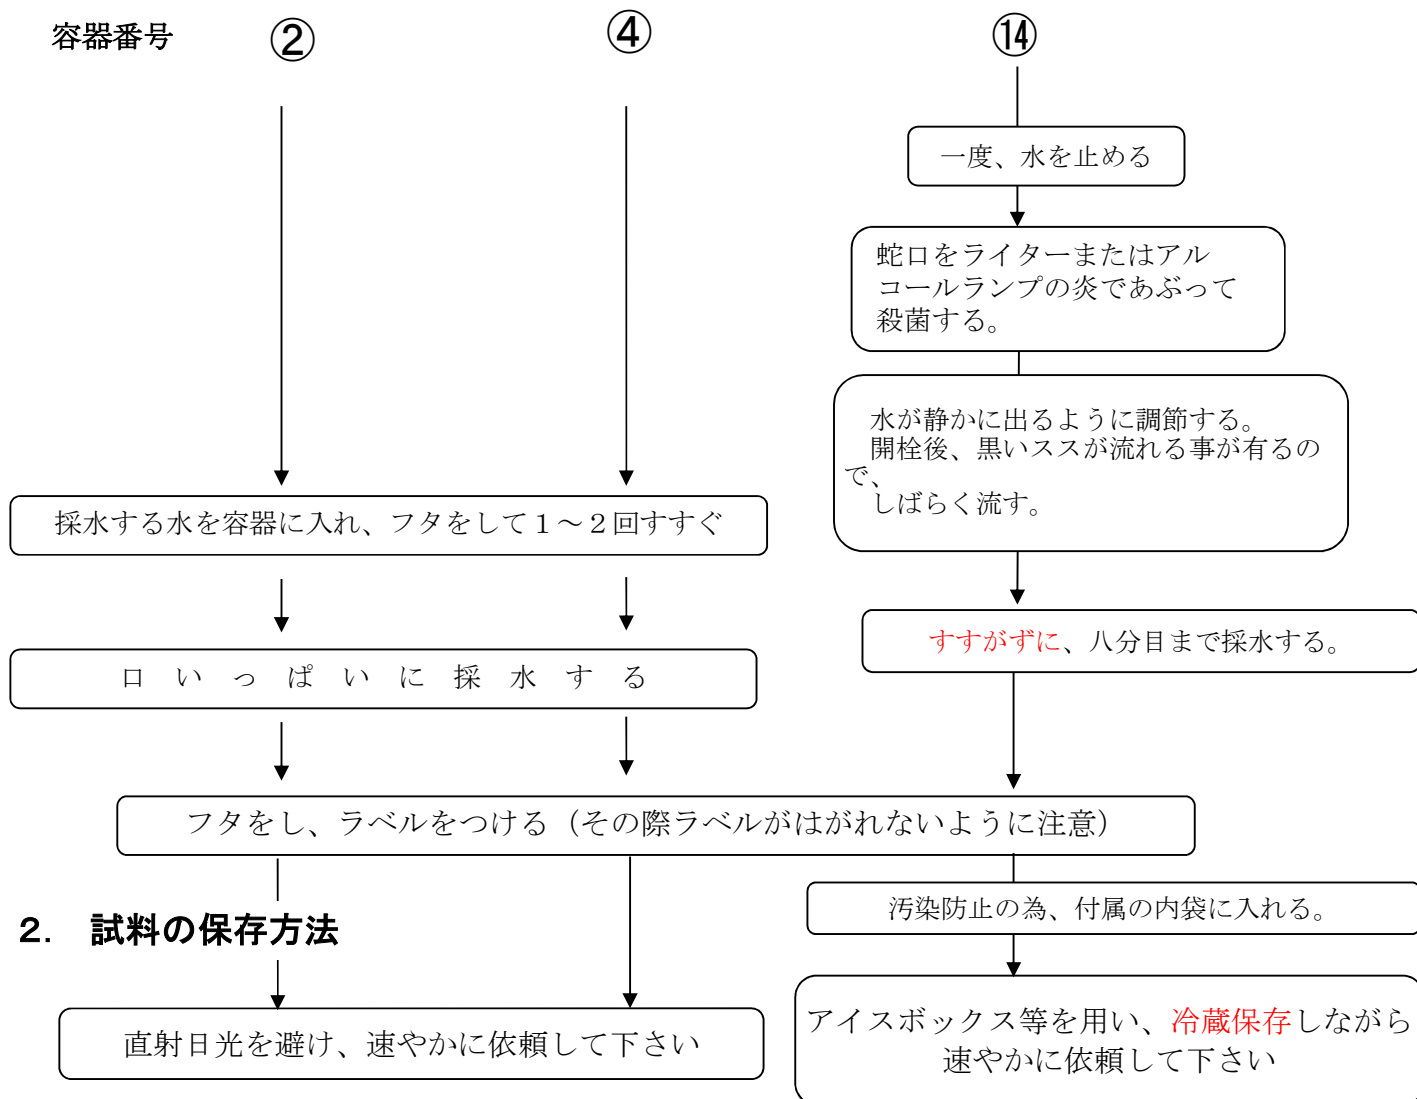 容器番号 ② ④ ⑭
一度、水を止める
蛇口をライターまたはアル
コールランプの炎であぶって
殺菌する。
水が静かに出るように調節する。
開栓後、黒いススが流れる事が有るの
で、
しばらく流す。
採水する水を容器に入れ、フタをして１～２回すすぐ
すすがずに、八分目まで採水する。
口いっぱいに採水する
フタをし、ラベルをつける（その際ラベルがはがれないように注意）
汚染防止の為、付属の内袋に入れる。
２． 試料の保存方法
直射日光を避け、速やかに依頼して下さい
アイスボックス等を用い、冷蔵保存しながら
速やかに依頼して下さい